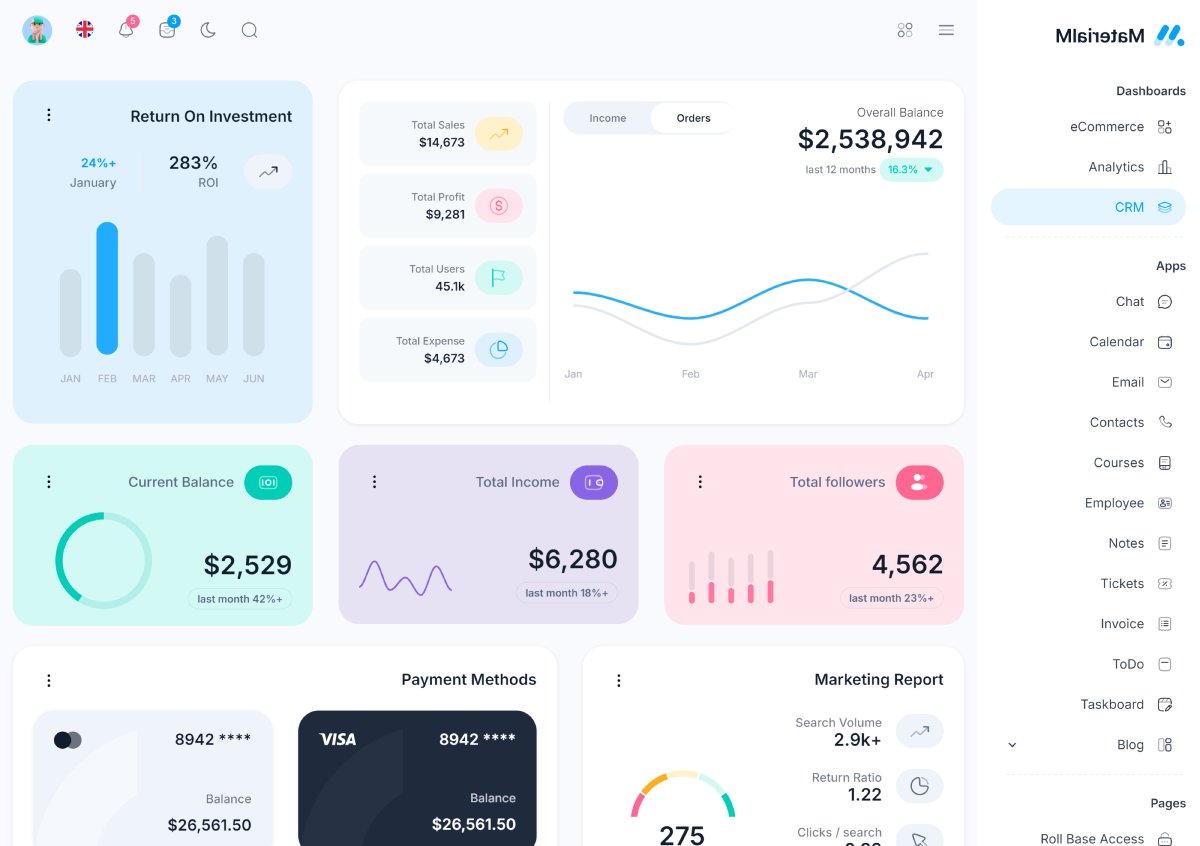 5
3
MaterialM
Return On Investment
24%+
January
283%
ROI
JAN FEB MAR APR MAY JUN
Total Sales
$14,673
Total Profit
$9,281
Total Users
45.1k
Total Expense
$4,673
Income
Orders
Overall Balance
$2,538,942
last 12 months 16.3%
Jan Feb Mar Apr
Current Balance
$2,529
last month 42%+
Total Income
$6,280
last month 18%+
Total followers
4,562
last month 23%+
Payment Methods
8942 ****
Balance
$26,561.50
VISA
8942 ****
Balance
$26,561.50
Marketing Report
Search Volume
2.9k+
Return Ratio
1.22
Clicks / search
275
Dashboards
eCommerce
Analytics
CRM
Apps
Chat
Calendar
Email
Contacts
Courses
Employee
Notes
Tickets
Invoice
ToDo
Taskboard
Blog
Pages
Roll Base Access